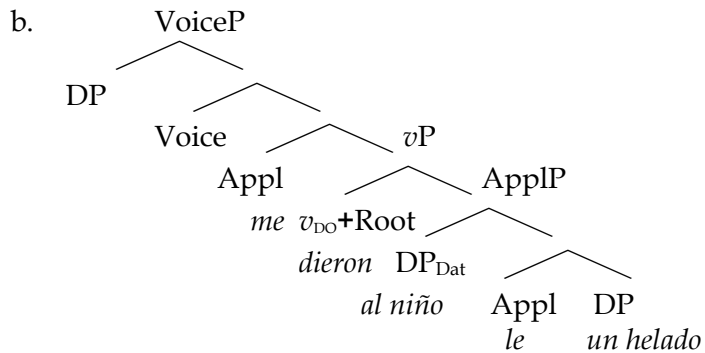 b. VoiceP
DP
Voice vP
Appl ApplP
me v_DO+Root
dieron DP_Dat
al niño Appl DP
le un helado